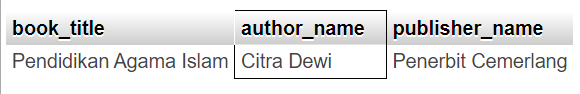 book_title author_name publisher_name
Pendidikan Agama Islam Citra Dewi Penerbit Cemerlang